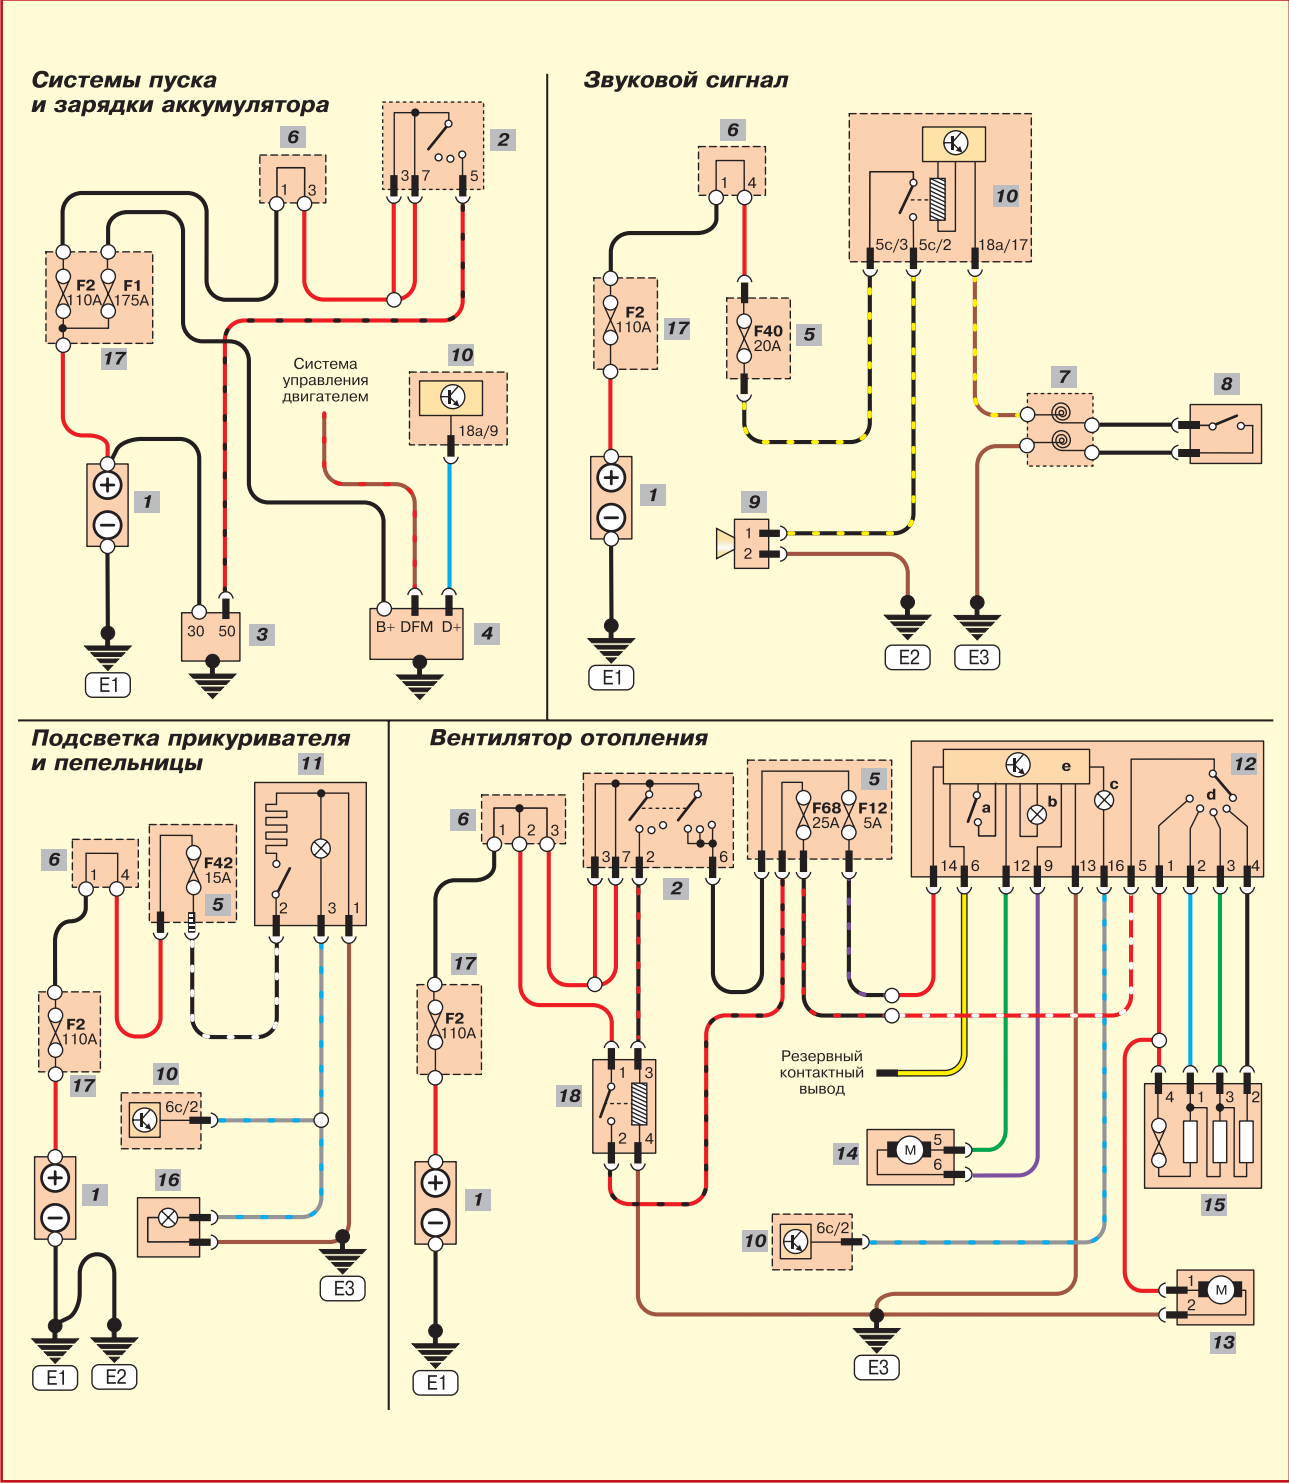 Системы пуска
и зарядки аккумулятора
6
2
1
3
3
7
5
F2
110A
F1
175A
17
Система
управления
двигателем
10
18a/9
1
30
50
3
B+
DFM
D+
4
E1
Звуковой сигнал
6
1
4
10
5c/3
5c/2
18a/17
F2
110A
17
F40
20A
5
7
8
1
9
1
2
E1
E2
E3
Подсветка прикуривателя
и пепельницы
11
6
1
4
F42
15A
5
2
3
1
F2
110A
17
10
6c/2
1
16
E3
E1
E2
Вентилятор отопления
6
1
2
3
3
7
2
6
2
5
F68
25A
F12
5A
12
e
c
a
b
d
14
6
12
9
13
16
5
1
2
3
4
17
F2
110A
Резервный
контактный
вывод
18
1
3
2
4
14
M
5
6
4
1
3
2
15
1
10
6c/2
1
2
M
13
E3
E1